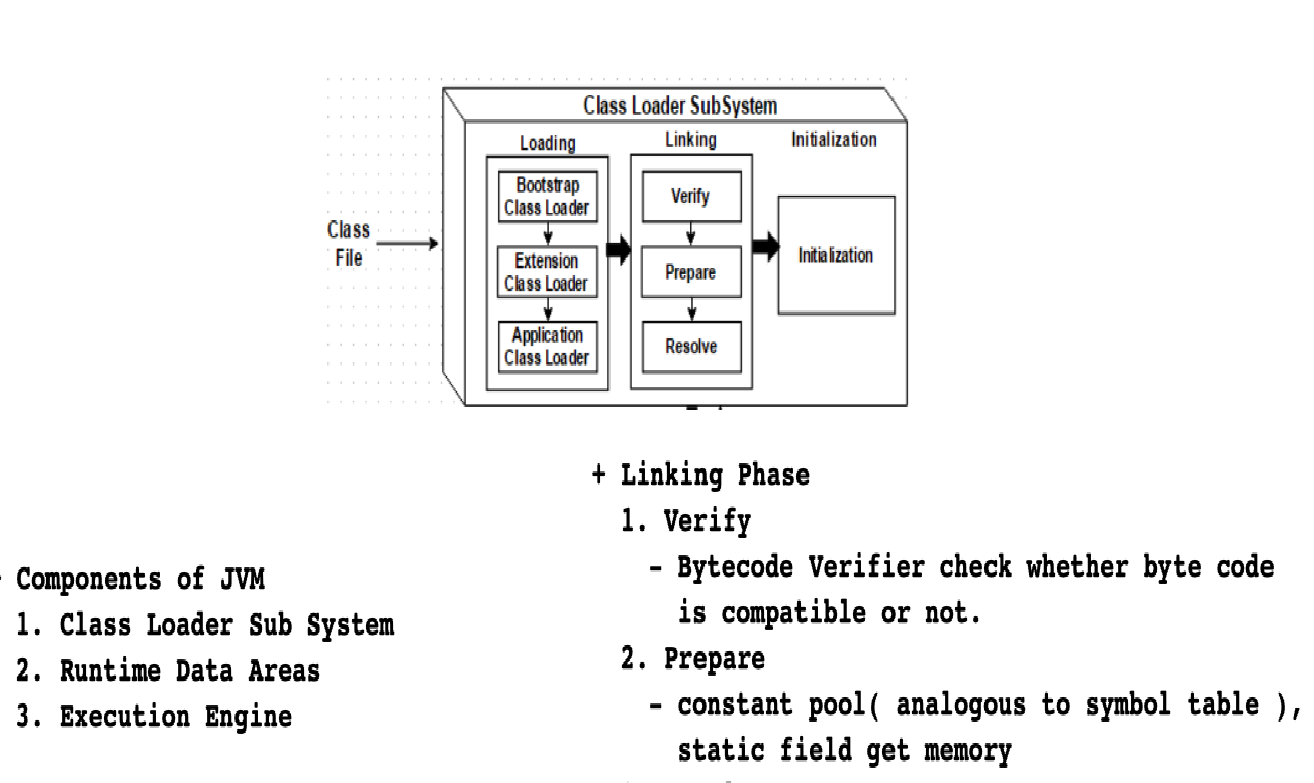 Class Loader SubSystem
Loading
Linking
Initialization
Class
File
Bootstrap
Class Loader
Extension
Class Loader
Application
Class Loader
Verify
Prepare
Resolve
Initialization
Components of JVM
1. Class Loader Sub System
2. Runtime Data Areas
3. Execution Engine
+ Linking Phase
1. Verify
- Bytecode Verifier check whether byte code
is compatible or not.
2. Prepare
- constant pool( analogous to symbol table ),
static field get memory